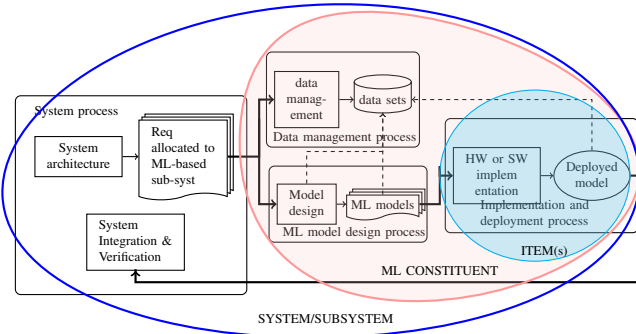 System process
System
architecture
Req
allocated to
ML-based
sub-syst
System
Integration &
Verification
data
manag-
ement
data sets
Data management process
Model
design
ML models
ML model design process
HW or SW
implem
entation
Deployed
model
Implementation and
deployment process
ITEM(s)
ML CONSTITUENT
SYSTEM/SUBSYSTEM